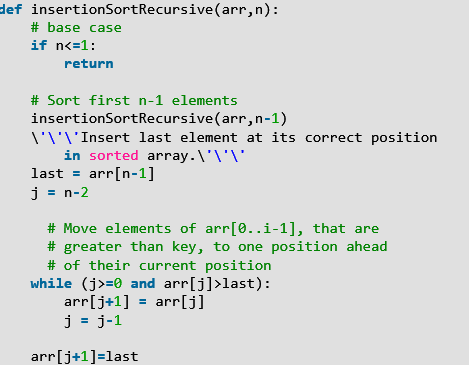 def insertionSortRecursive(arr,n):
    # base case
    if n<=1:
        return

    # Sort first n-1 elements
    insertionSortRecursive(arr,n-1)
    \'\'\'Insert last element at its correct position
        in sorted array.\'\'\'
    last = arr[n-1]
    j = n-2

      # Move elements of arr[0..i-1], that are
      # greater than key, to one position ahead
      # of their current position
    while (j>=0 and arr[j]>last):
        arr[j+1] = arr[j]
        j = j-1

    arr[j+1]=last